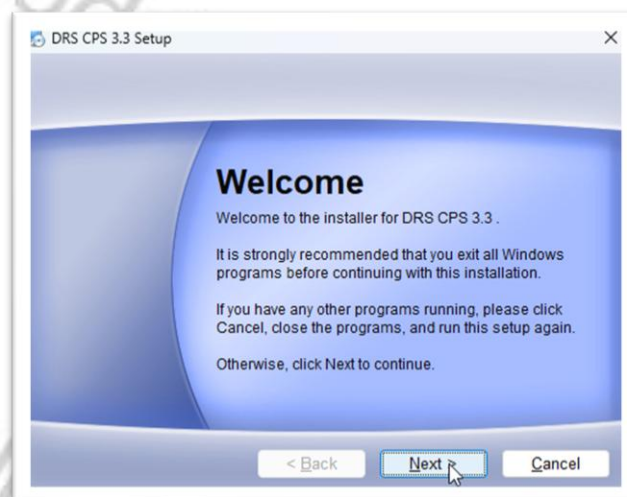 DRS CPS 3.3 Setup
Welcome
Welcome to the installer for DRS CPS 3.3 .
It is strongly recommended that you exit all Windows
programs before continuing with this installation.
If you have any other programs running, please click
Cancel, close the programs, and run this setup again.
Otherwise, click Next to continue.
< Back Next > Cancel